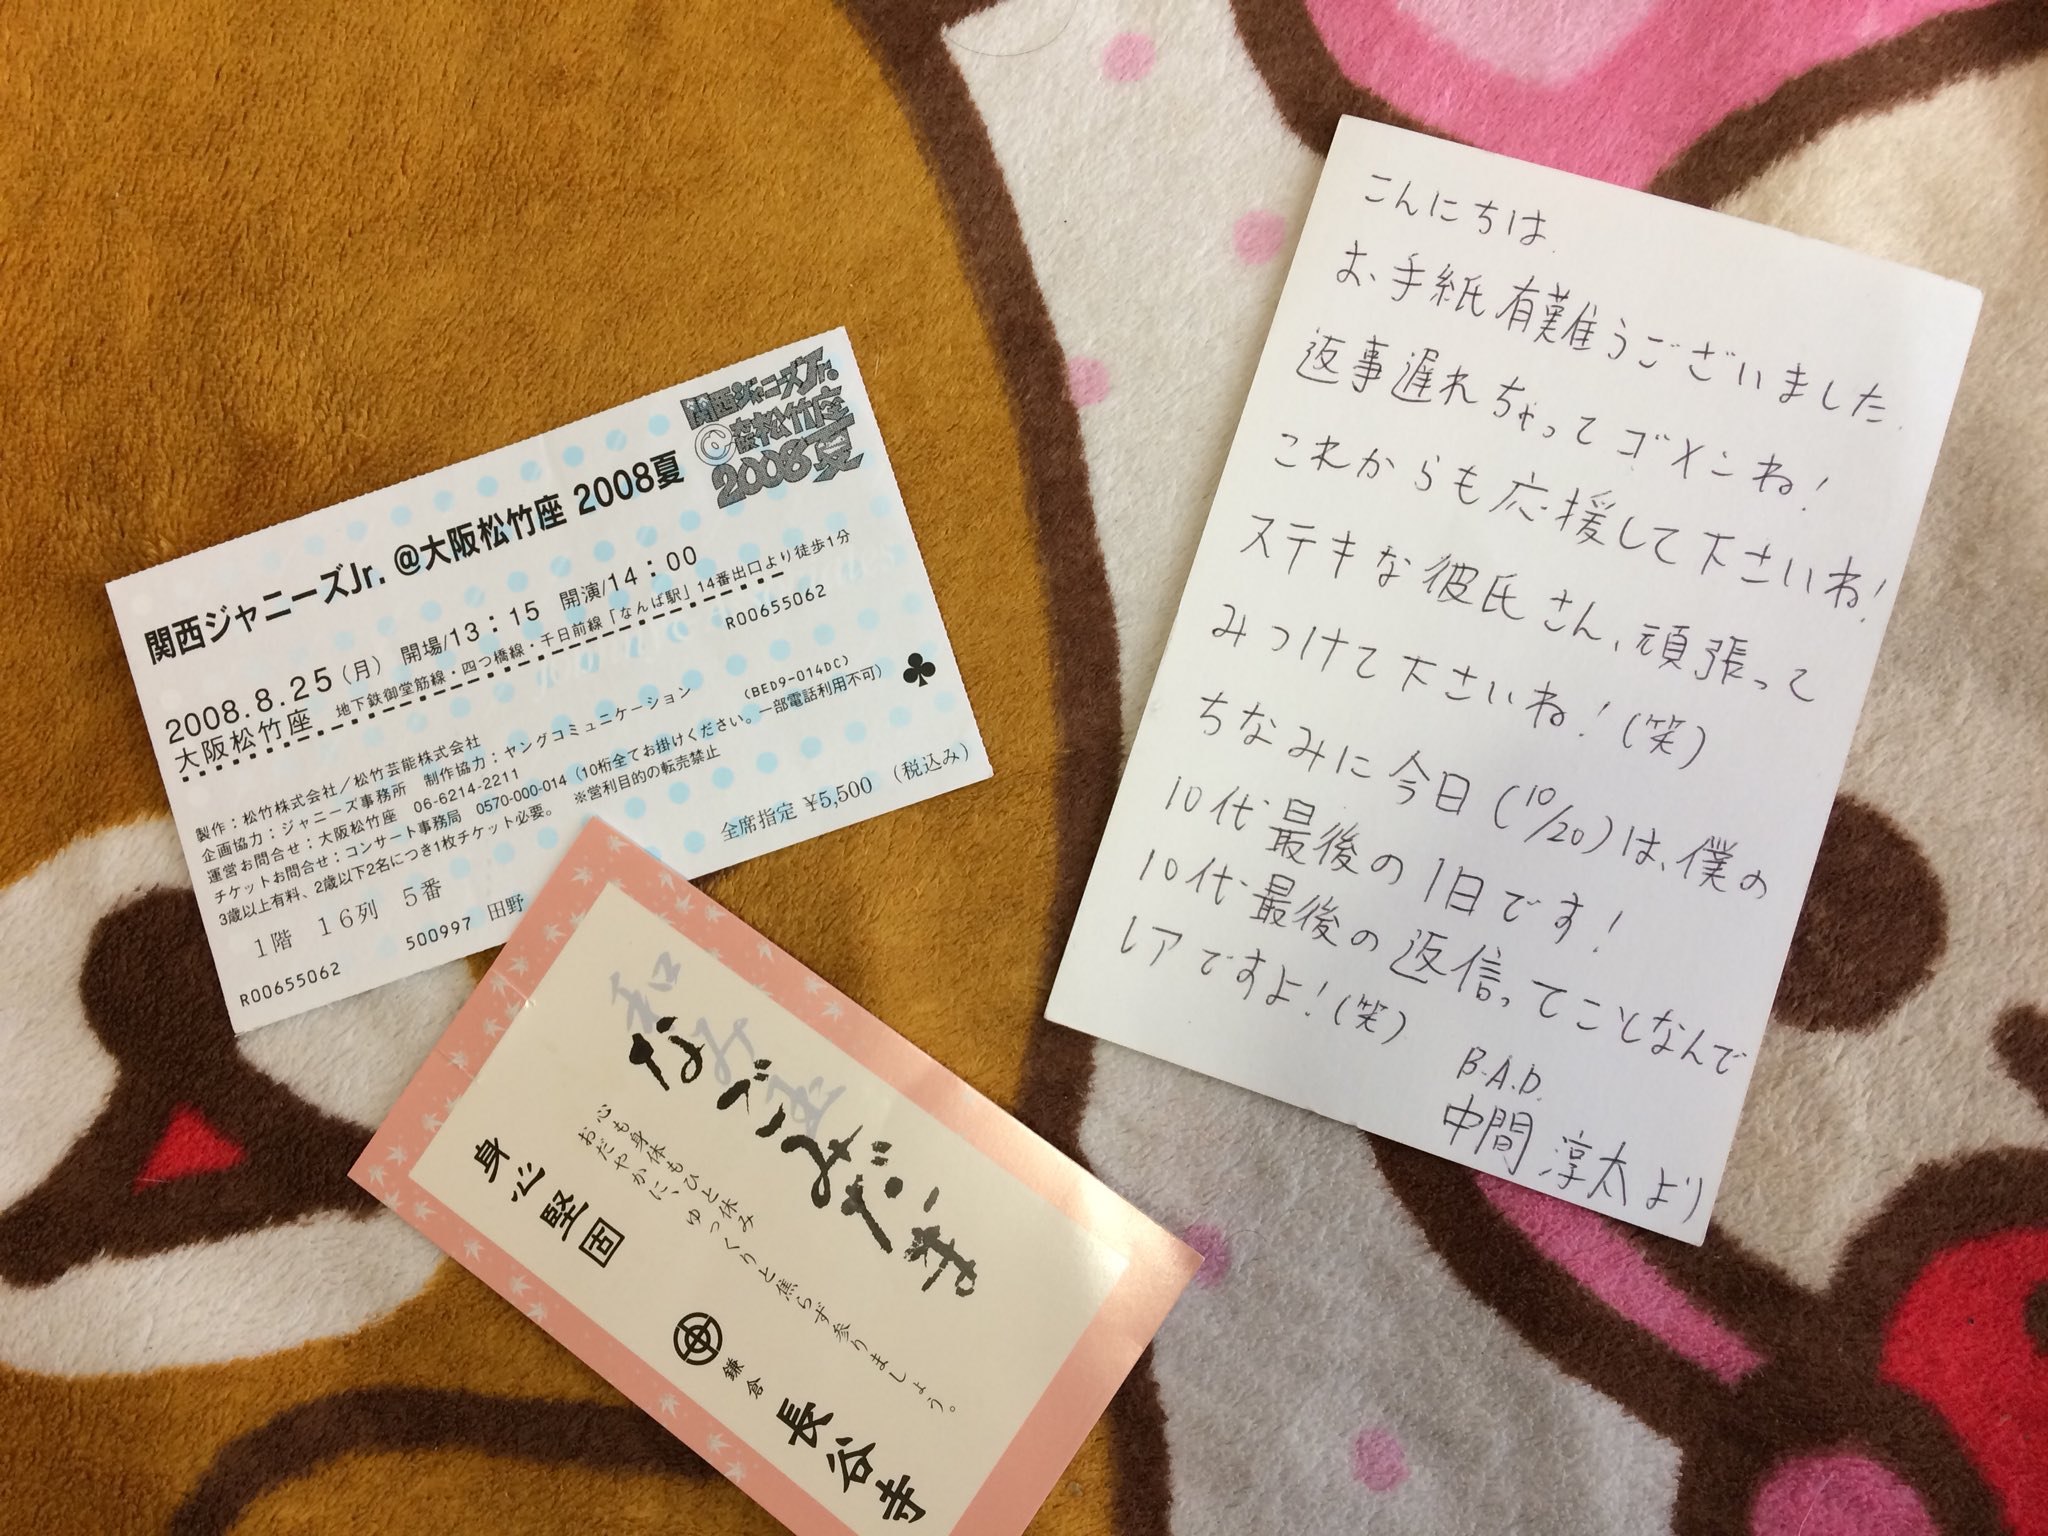 関西ジャニーズJr. @大阪松竹座 2008夏
関西ジャニーズJr.
@大阪松竹座
2008夏
2008.8.25(月) 開場/13:15 開演/14:00
大阪松竹座 地下鉄御堂筋線・四つ橋線・千日前線「なんば駅」14番出口より徒歩1分
R00655062
製作:松竹株式会社/松竹芸能株式会社
企画協力:ジャニーズ事務所 制作協力:ヤングコミュニケーション
運営お問合せ:大阪松竹座 06-6214-2211 (BED9-014DC)
チケットお問合せ:コンサート事務局 0570-000-014(10桁全てお掛けください。一部電話利用不可)
3歳以上有料、2歳以下2名につき1枚チケット必要。 ※営利目的の転売禁止
1階 16列 5番
全席指定 ¥5,500 (税込み)
R00655062 500997 田野
和み玉
なごみだま
心も身体もひと休み
おだやかに、ゆっくりと焦らず参りましょう。
身心堅固
鎌倉 長谷寺
こんにちは
お手紙有難うございました
返事遅れちゃってゴメンね!
これからも応援して下さいね!
ステキな彼氏さん、頑張って
みつけて下さいね!(笑)
ちなみに今日(10/20)は、僕の
10代最後の1日です!
10代最後の返信ってことなんで
レアですよ!(笑)
B.A.D.
中間 淳太より